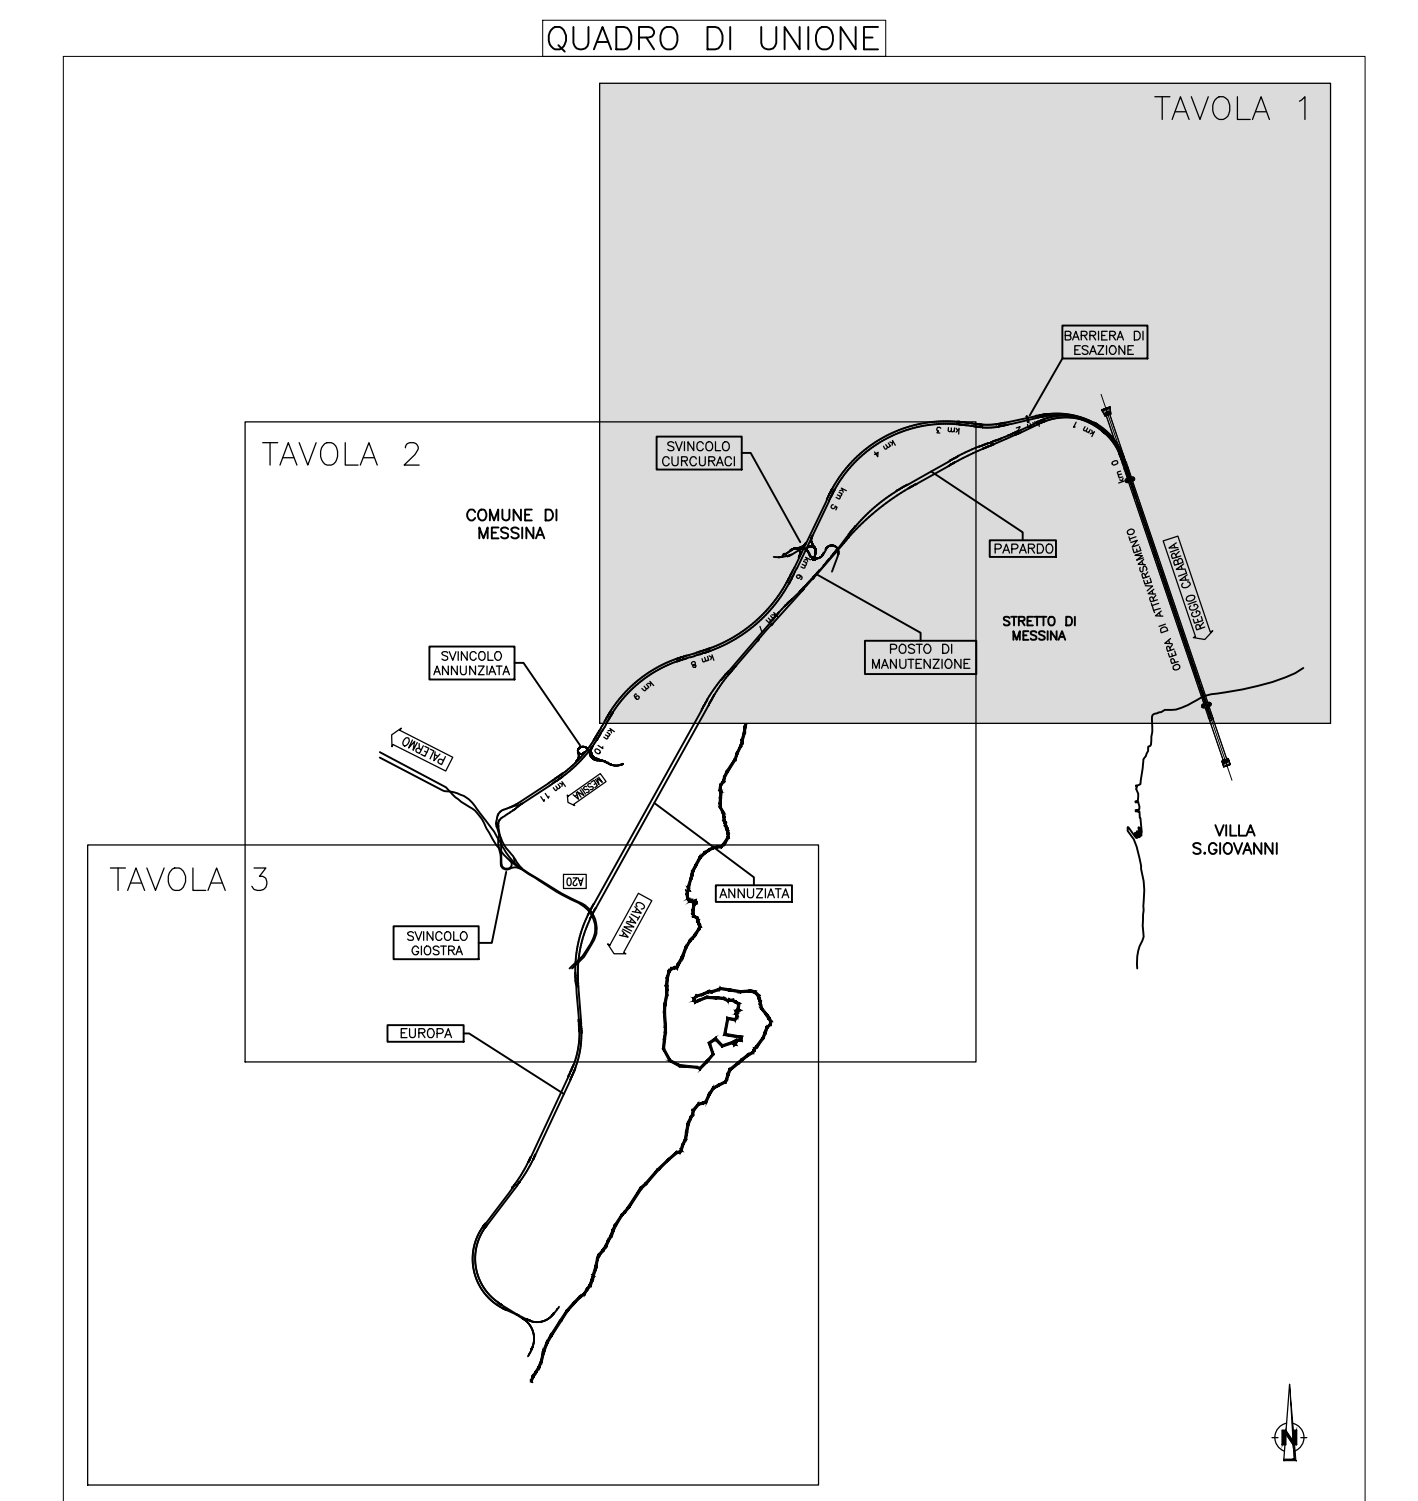 QUADRO DI UNIONE
TAVOLA 1
BARRIERA DI
ESAZIONE
TAVOLA 2
SVINCOLO
CURCURACI
km 0
km 1
km 2
km 3
km 4
km 5
km 6
km 7
km 8
km 9
km 10
km 11
COMUNE DI
MESSINA
PAPARDO
OPERA DI ATTRAVERSAMENTO
REGGIO CALABRIA
STRETTO DI
MESSINA
POSTO DI
MANUTENZIONE
SVINCOLO
ANNUNZIATA
PALERMO
MESSINA
VILLA
S.GIOVANNI
TAVOLA 3
A20
ANNUZIATA
CATANIA
SVINCOLO
GIOSTRA
EUROPA
N